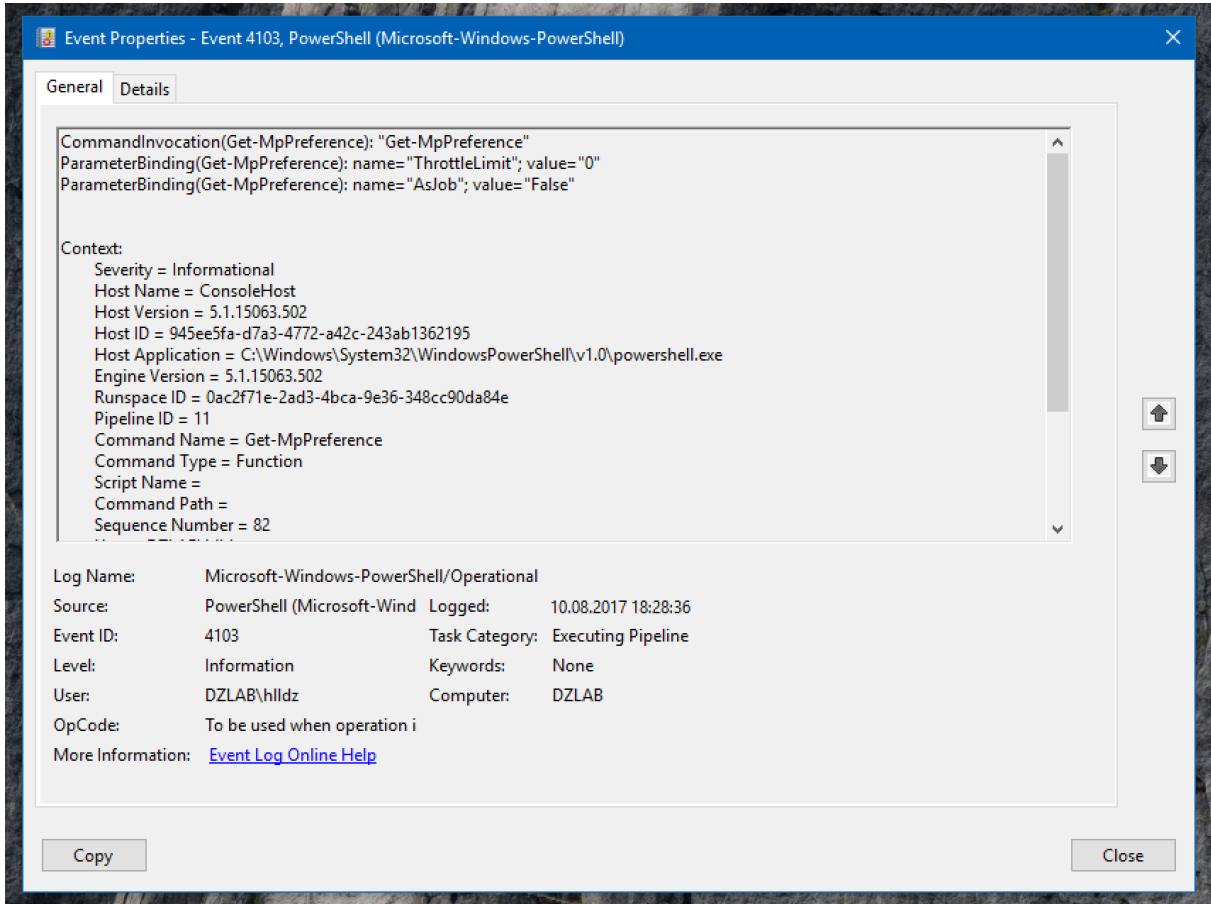 Event Properties - Event 4103, PowerShell (Microsoft-Windows-PowerShell)
General Details
CommandInvocation(Get-MpPreference): "Get-MpPreference"
ParameterBinding(Get-MpPreference): name="ThrottleLimit"; value="0"
ParameterBinding(Get-MpPreference): name="AsJob"; value="False"
Context:
Severity = Informational
Host Name = ConsoleHost
Host Version = 5.1.15063.502
Host ID = 945ee5fa-d7a3-4772-a42c-243ab1362195
Host Application = C:\Windows\System32\WindowsPowerShell\v1.0\powershell.exe
Engine Version = 5.1.15063.502
Runspace ID = 0ac2f71e-2ad3-4bca-9e36-348cc90da84e
Pipeline ID = 11
Command Name = Get-MpPreference
Command Type = Function
Script Name =
Command Path =
Sequence Number = 82
Log Name: Microsoft-Windows-PowerShell/Operational
Source: PowerShell (Microsoft-Wind Logged: 10.08.2017 18:28:36
Event ID: 4103 Task Category: Executing Pipeline
Level: Information Keywords: None
User: DZLAB\hlldz Computer: DZLAB
OpCode: To be used when operation i
More Information: Event Log Online Help
Copy Close